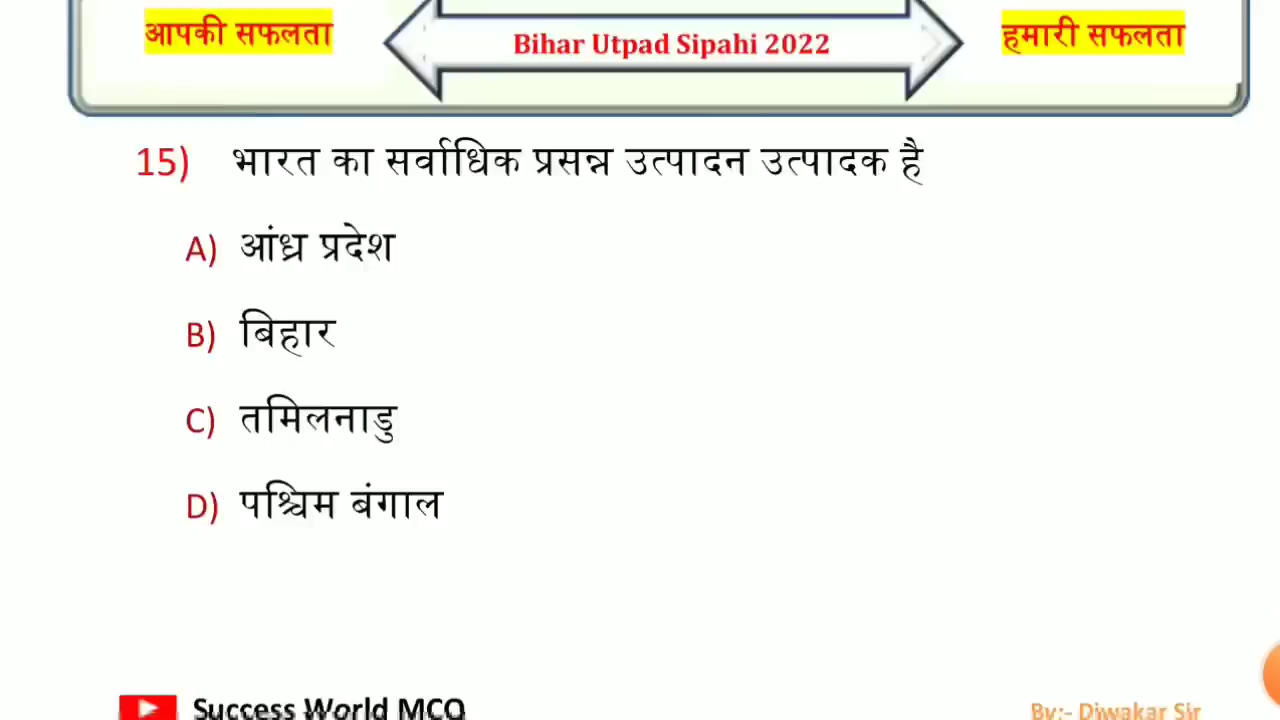 आपकी सफलता
Bihar Utpad Sipahi 2022
हमारी सफलता
15) भारत का सर्वाधिक प्रसन्न उत्पादन उत्पादक है
A) आंध्र प्रदेश
B) बिहार
C) तमिलनाडु
D) पश्चिम बंगाल
Success World MCQ
By:- Diwakar Sir